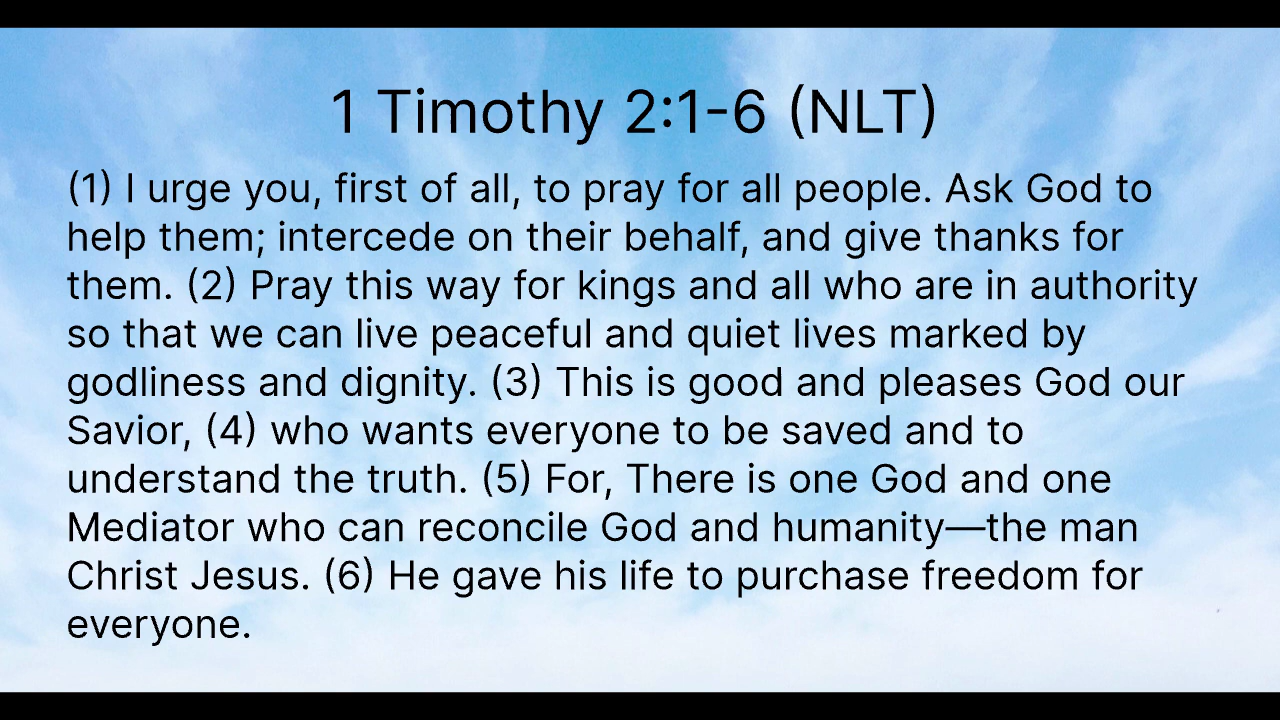 1 Timothy 2:1-6 (NLT)
(1) I urge you, first of all, to pray for all people. Ask God to
help them; intercede on their behalf, and give thanks for
them. (2) Pray this way for kings and all who are in authority
so that we can live peaceful and quiet lives marked by
godliness and dignity. (3) This is good and pleases God our
Savior, (4) who wants everyone to be saved and to
understand the truth. (5) For, There is one God and one
Mediator who can reconcile God and humanity—the man
Christ Jesus. (6) He gave his life to purchase freedom for
everyone.